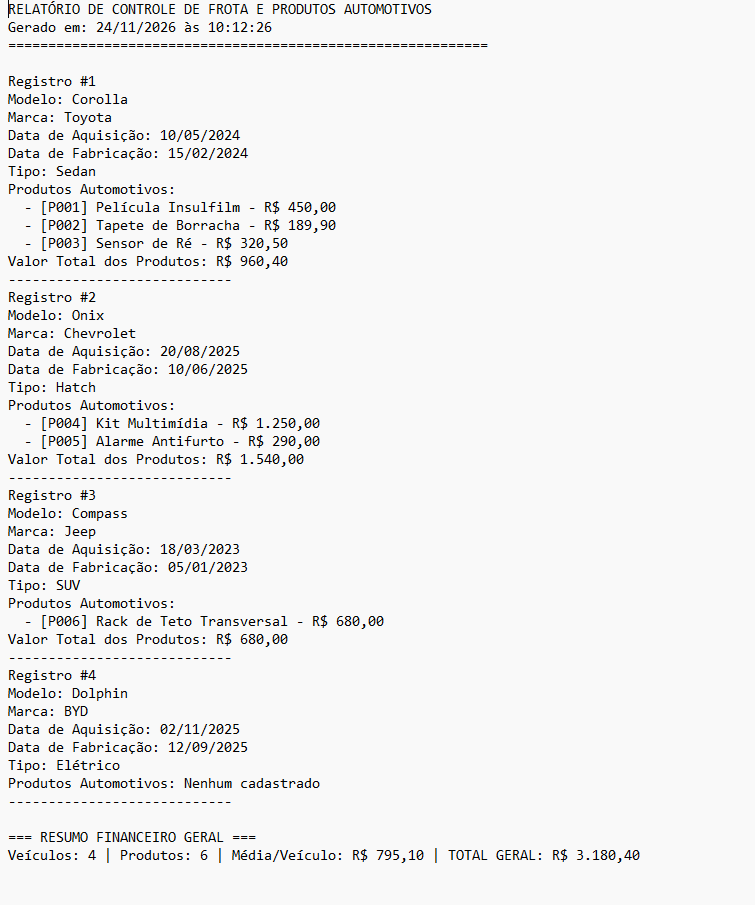 RELATÓRIO DE CONTROLE DE FROTA E PRODUTOS AUTOMOTIVOS
Gerado em: 24/11/2026 às 10:12:26
============================================================
Registro #1
Modelo: Corolla
Marca: Toyota
Data de Aquisição: 10/05/2024
Data de Fabricação: 15/02/2024
Tipo: Sedan
Produtos Automotivos:
  - [P001] Película Insulfilm - R$ 450,00
  - [P002] Tapete de Borracha - R$ 189,90
  - [P003] Sensor de Ré - R$ 320,50
Valor Total dos Produtos: R$ 960,40
----------------------------
Registro #2
Modelo: Onix
Marca: Chevrolet
Data de Aquisição: 20/08/2025
Data de Fabricação: 10/06/2025
Tipo: Hatch
Produtos Automotivos:
  - [P004] Kit Multimídia - R$ 1.250,00
  - [P005] Alarme Antifurto - R$ 290,00
Valor Total dos Produtos: R$ 1.540,00
----------------------------
Registro #3
Modelo: Compass
Marca: Jeep
Data de Aquisição: 18/03/2023
Data de Fabricação: 05/01/2023
Tipo: SUV
Produtos Automotivos:
  - [P006] Rack de Teto Transversal - R$ 680,00
Valor Total dos Produtos: R$ 680,00
----------------------------
Registro #4
Modelo: Dolphin
Marca: BYD
Data de Aquisição: 02/11/2025
Data de Fabricação: 12/09/2025
Tipo: Elétrico
Produtos Automotivos: Nenhum cadastrado
----------------------------
=== RESUMO FINANCEIRO GERAL ===
Veículos: 4 | Produtos: 6 | Média/Veículo: R$ 795,10 | TOTAL GERAL: R$ 3.180,40